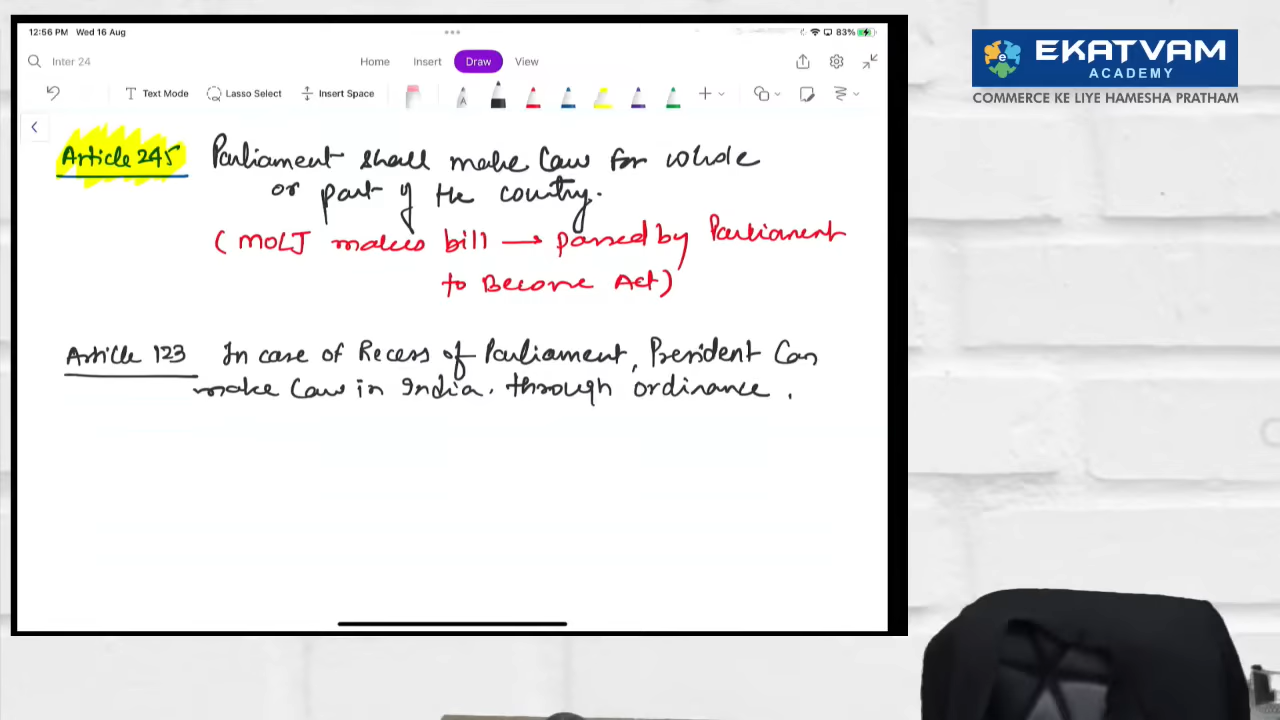 12:56 PM Wed 16 Aug
83%
Inter 24
Home Insert Draw View
Text Mode Lasso Select Insert Space
EKATVAM
ACADEMY
COMMERCE KE LIYE HAMESHA PRATHAM
Article 245 Parliament shall make law for whole
or part of the country.
(MOLJ makes bill → passed by Parliament
to Become Act)
Article 123 In case of Recess of Parliament, President Can
make law in India. through ordinance.